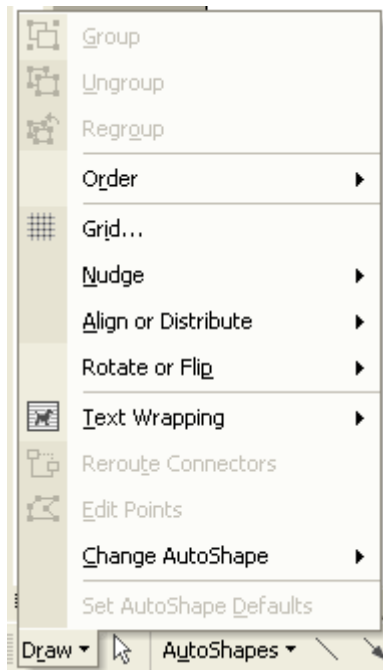 Group
Ungroup
Regroup
Order
Grid...
Nudge
Align or Distribute
Rotate or Flip
Text Wrapping
Reroute Connectors
Edit Points
Change AutoShape
Set AutoShape Defaults
Draw AutoShapes